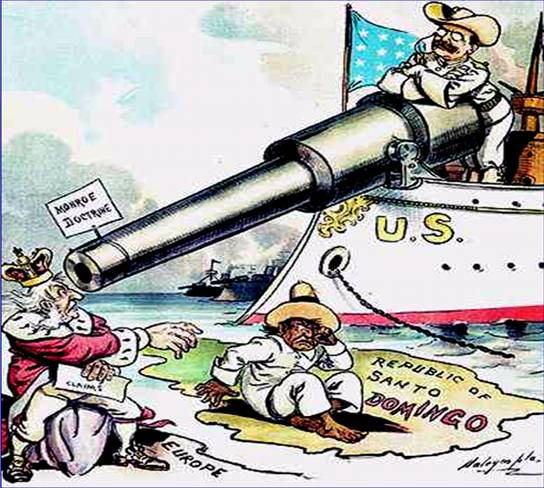 MONROE
DOCTRINE
U.S.
CLAIMS
REPUBLIC OF
SANTO
DOMINGO
EUROPE